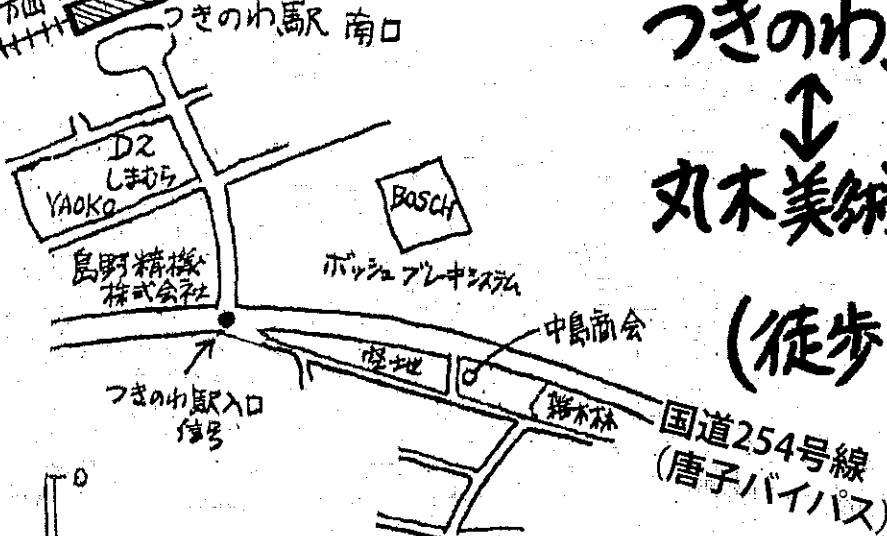 つきのわ駅 南口
つきのわ
↕
丸木美術
(徒歩
D2
しまむら
YAOKO
BOSCH
ボッシュ ブレーキシステム
島野精機
株式会社
中島商会
空き地
雑木林
つきのわ駅入口
信号
国道254号線
(唐子バイパス)
0